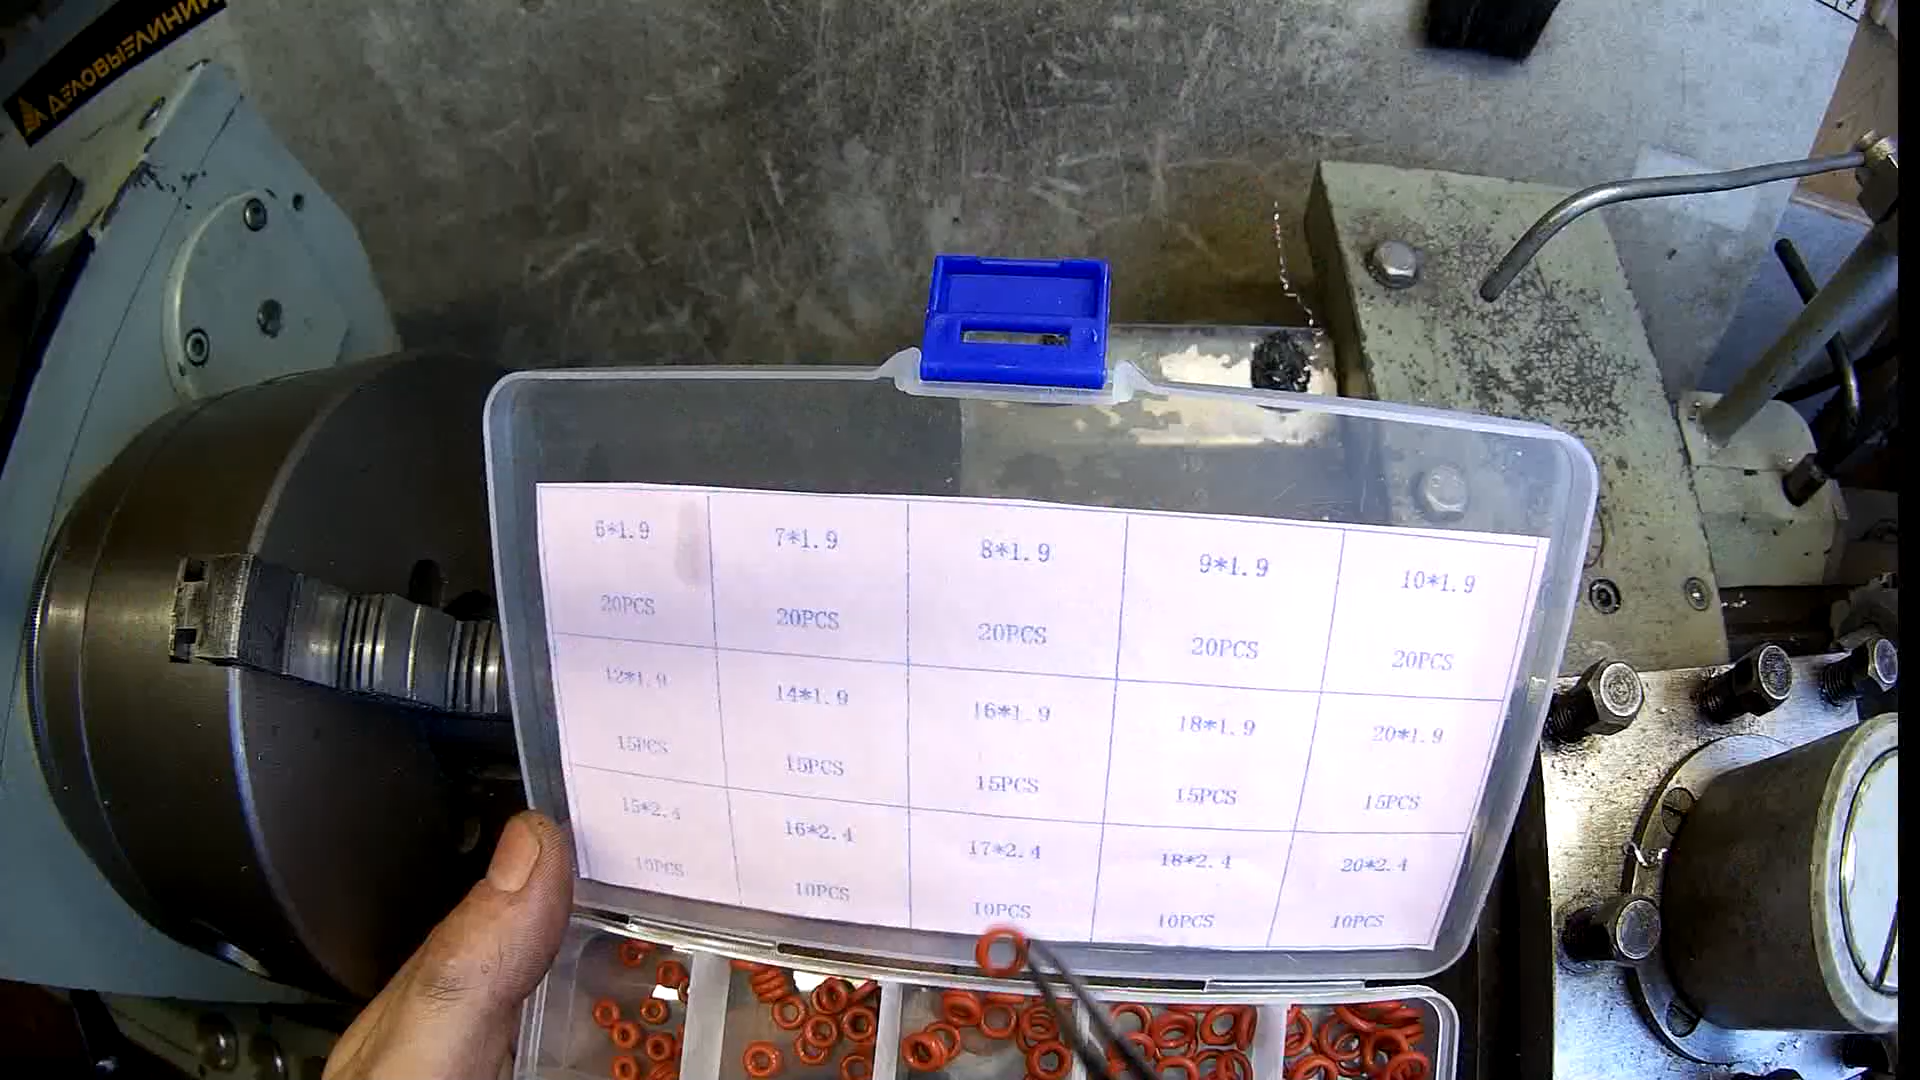 ДЕЛОВЫЕЛИНИИ
6*1.9 7*1.9 8*1.9 9*1.9 10*1.9
20PCS 20PCS 20PCS 20PCS 20PCS
12*1.9 14*1.9 16*1.9 18*1.9 20*1.9
15PCS 15PCS 15PCS 15PCS 15PCS
15*2.4 16*2.4 17*2.4 18*2.4 20*2.4
10PCS 10PCS 10PCS 10PCS 10PCS